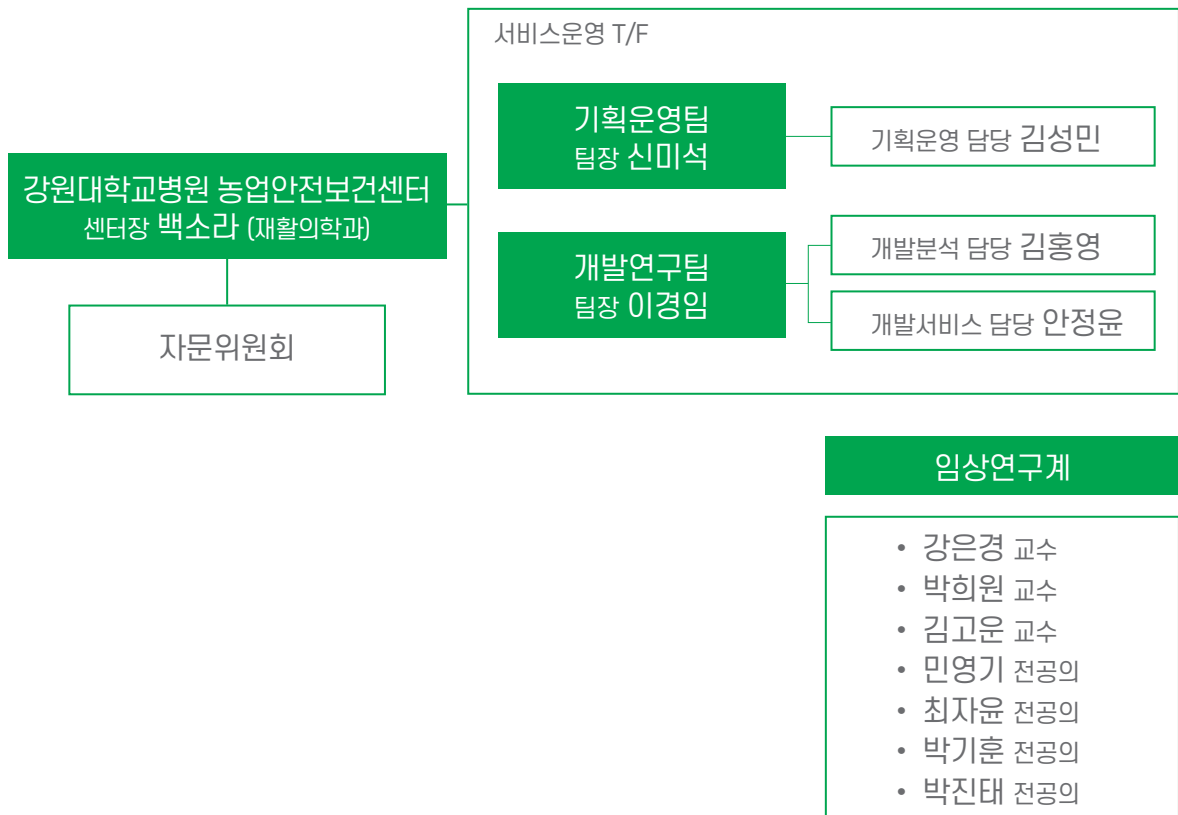 서비스운영 T/F
기획운영팀
팀장 신미석
기획운영 담당 김성민
강원대학교병원 농업안전보건센터
센터장 백소라 (재활의학과)
개발연구팀
팀장 이경임
개발분석 담당 김홍영
개발서비스 담당 안정윤
자문위원회
임상연구계
• 강은경 교수
• 박희원 교수
• 김고운 교수
• 민영기 전공의
• 최자윤 전공의
• 박기훈 전공의
• 박진태 전공의